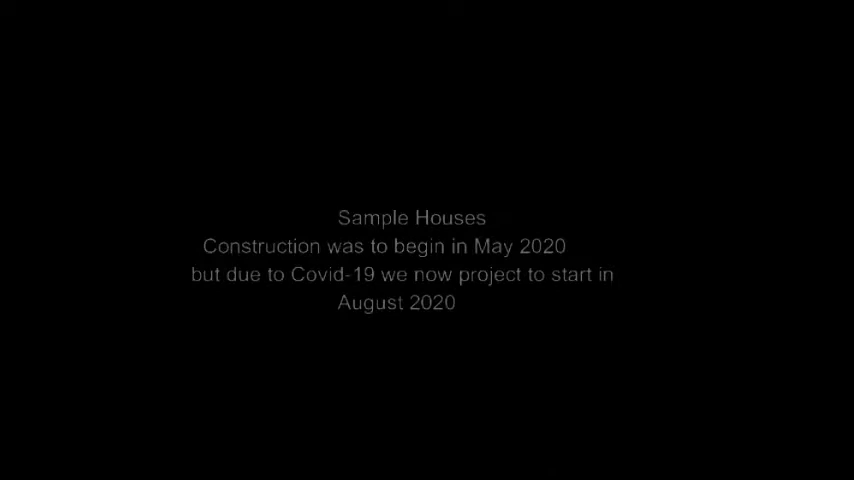 Sample Houses
Construction was to begin in May 2020
but due to Covid-19 we now project to start in
August 2020